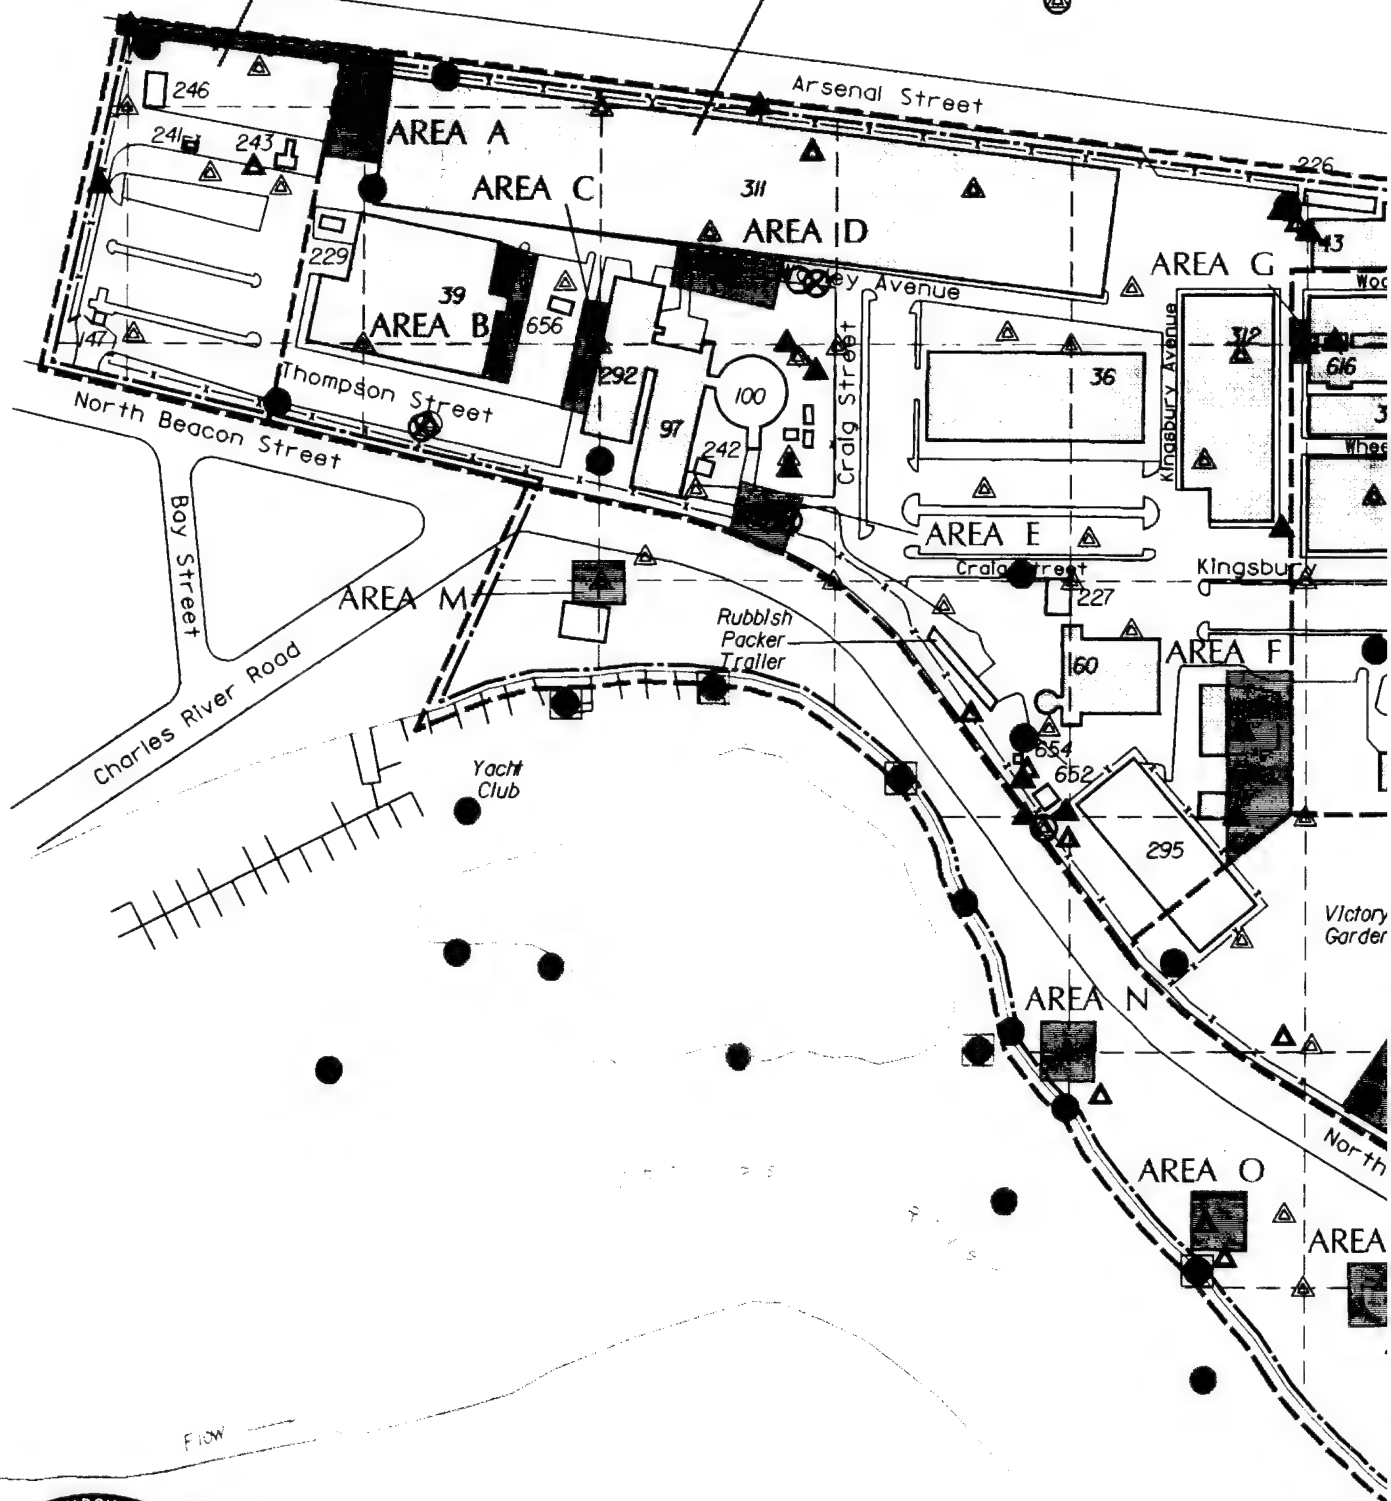 Arsenal Street
246
AREA A
226
241
243
AREA C
311
AREA D
43
229
39
AREA G
Avenue
AREA B
656
312
616
147
292
Craig Street
36
Kingsbury Avenue
Thompson Street
100
97
North Beacon Street
242
Bay Street
AREA E
Craig Street
Kingsbury
AREA M
227
Rubbish
Packer
Trailer
60
AREA F
Charles River Road
654
652
Yacht
Club
295
Victory
Garden
AREA N
North
AREA O
AREA
Flow